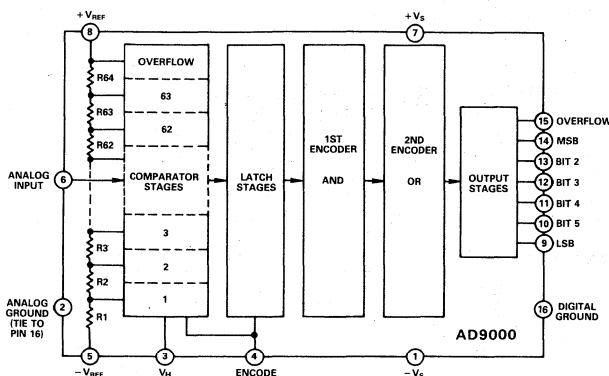 + VREF
+ VS
8
7
OVERFLOW
R64
63
R63
62
R62
1ST
ENCODER
AND
2ND
ENCODER
OR
15 OVERFLOW
14 MSB
13 BIT 2
12 BIT 3
11 BIT 4
10 BIT 5
9 LSB
ANALOG
INPUT
6
COMPARATOR
STAGES
LATCH
STAGES
OUTPUT
STAGES
3
R3
2
R2
1
R1
ANALOG
GROUND
(TIE TO
PIN 16)
2
16
DIGITAL
GROUND
AD9000
5
3
4
1
− VREF
VH
ENCODE
− VS